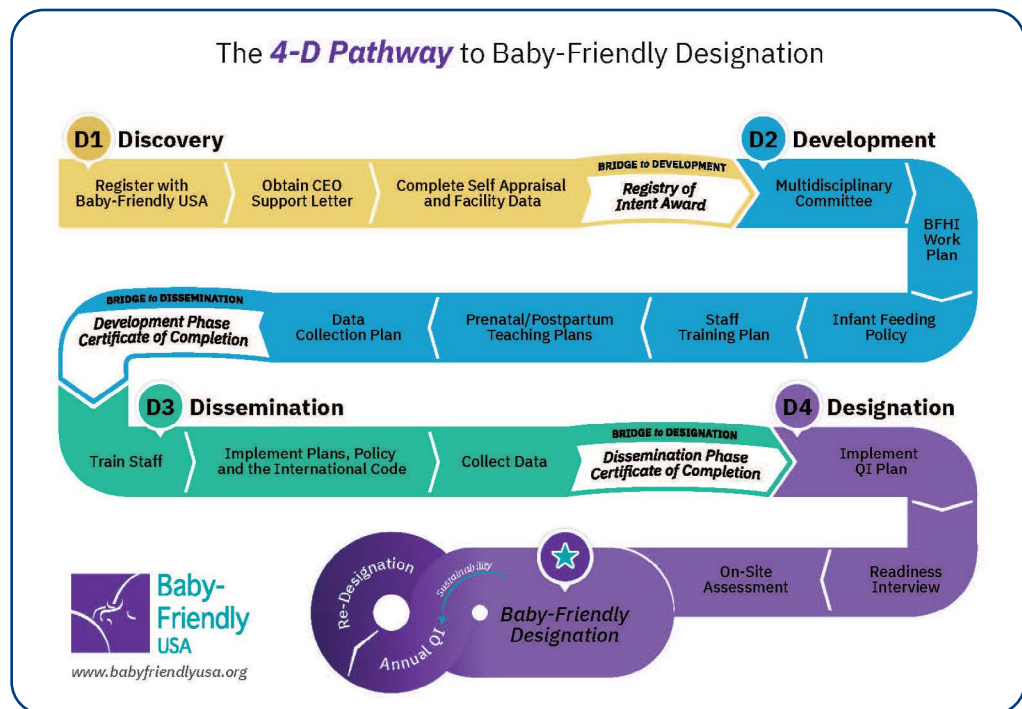 The 4-D Pathway to Baby-Friendly Designation
D1 Discovery
Register with
Baby-Friendly USA
Obtain CEO
Support Letter
Complete Self Appraisal
and Facility Data
BRIDGE to DEVELOPMENT
Registry of
Intent Award
D2 Development
Multidisciplinary
Committee
BFHI
Work
Plan
Infant Feeding
Policy
Staff
Training Plan
Prenatal/Postpartum
Teaching Plans
Data
Collection Plan
BRIDGE to DISSEMINATION
Development Phase
Certificate of Completion
D3 Dissemination
Train Staff
Implement Plans, Policy
and the International Code
Collect Data
BRIDGE to DESIGNATION
Dissemination Phase
Certificate of Completion
D4 Designation
Implement
QI Plan
Readiness
Interview
On-Site
Assessment
Baby-Friendly
Designation
Sustainability
Annual QI
Re-Designation
Baby-
Friendly
USA
www.babyfriendlyusa.org